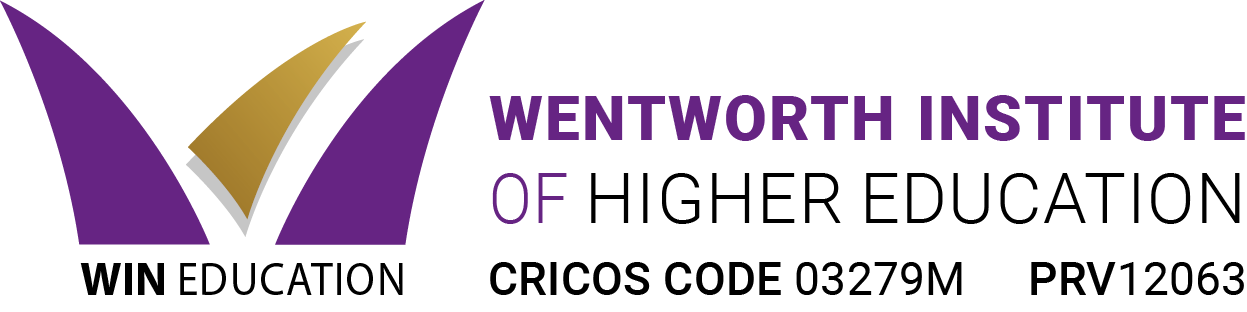 WENTWORTH INSTITUTE
OF HIGHER EDUCATION
WIN EDUCATION
CRICOS CODE 03279M PRV12063